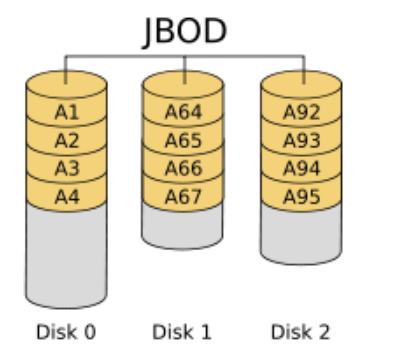 JBOD
A1 A64 A92
A2 A65 A93
A3 A66 A94
A4 A67 A95
Disk 0 Disk 1 Disk 2